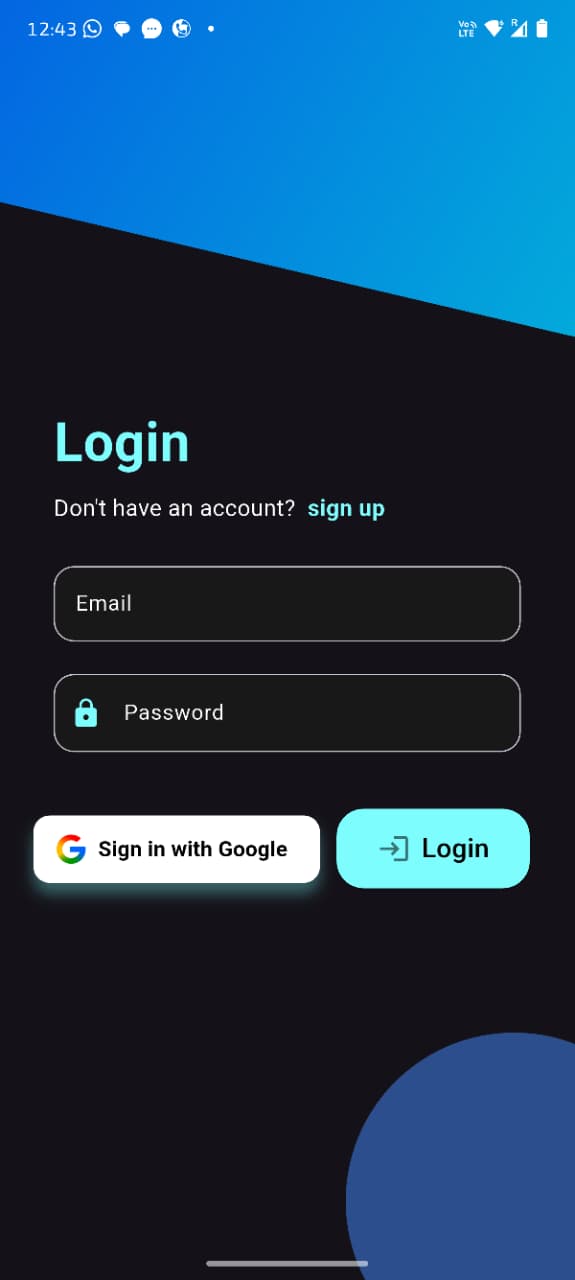 12:43
Vo LTE R
Login
Don't have an account? sign up
Email
Password
Sign in with Google
Login